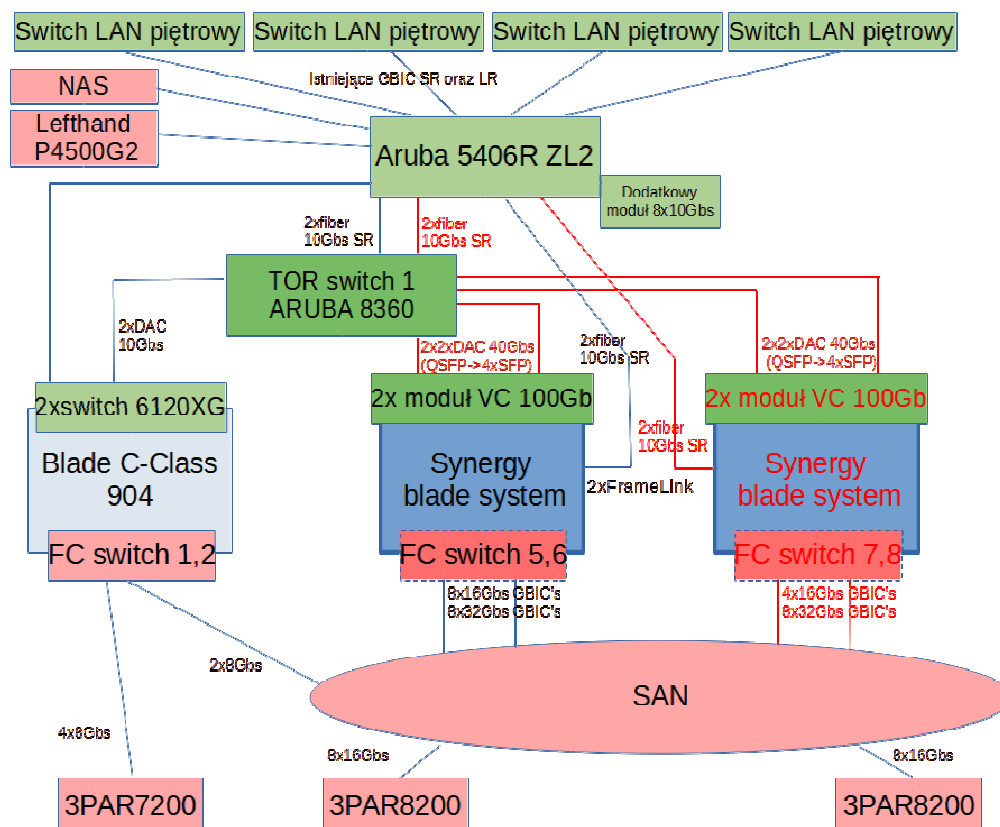 Switch LAN piętrowy
Switch LAN piętrowy
Switch LAN piętrowy
Switch LAN piętrowy
Istniejące GBIC SR oraz LR
NAS
Lefthand
P4500G2
Aruba 5406R ZL2
Dodatkowy
moduł 8x10Gbs
2xfiber
10Gbs SR
2xfiber
10Gbs SR
TOR switch 1
ARUBA 8360
2xDAC
10Gbs
2x2xDAC 40Gbs
(QSFP->4xSFP)
2xfiber
10Gbs SR
2x2xDAC 40Gbs
(QSFP->4xSFP)
2xswitch 6120XG
2x moduł VC 100Gb
2x moduł VC 100Gb
2xfiber
10Gbs SR
Blade C-Class
904
Synergy
blade system
2xFrameLink
Synergy
blade system
FC switch 1,2
FC switch 5,6
FC switch 7,8
8x16Gbs GBIC's
8x32Gbs GBIC's
4x16Gbs GBIC's
8x32Gbs GBIC's
2x8Gbs
SAN
4x8Gbs
8x16Gbs
8x16Gbs
3PAR7200
3PAR8200
3PAR8200